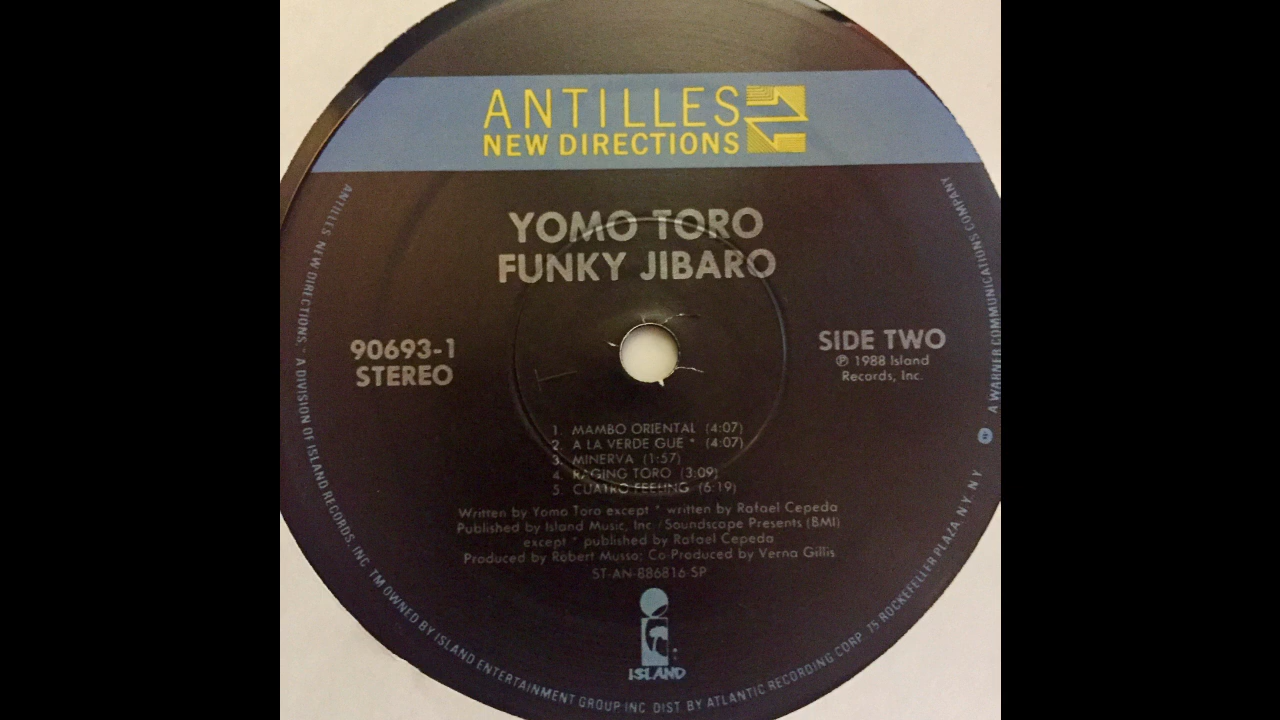 ANTILLES
NEW DIRECTIONS
YOMO TORO
FUNKY JIBARO
90693-1
STEREO
SIDE TWO
℗ 1988 Island
Records, Inc.
1. MAMBO ORIENTAL (4:07)
2. A LA VERDE GUE * (4:07)
3. MINERVA (1:57)
4. RAGING TORO (3:09)
5. CUATRO FEELING (6:19)
Written by Yomo Toro except * written by Rafael Cepeda
Published by Island Music, Inc./Soundscape Presents (BMI)
except * published by Rafael Cepeda
Produced by Robert Musso; Co-Produced by Verna Gillis
ST-AN-886816-SP
ISLAND
ANTILLES NEW DIRECTIONS - A DIVISION OF ISLAND RECORDS, INC. TM OWNED BY ISLAND ENTERTAINMENT GROUP INC. DIST. BY ATLANTIC RECORDING CORP. 75 ROCKEFELLER PLAZA N.Y. N.Y. A WARNER COMMUNICATIONS COMPANY